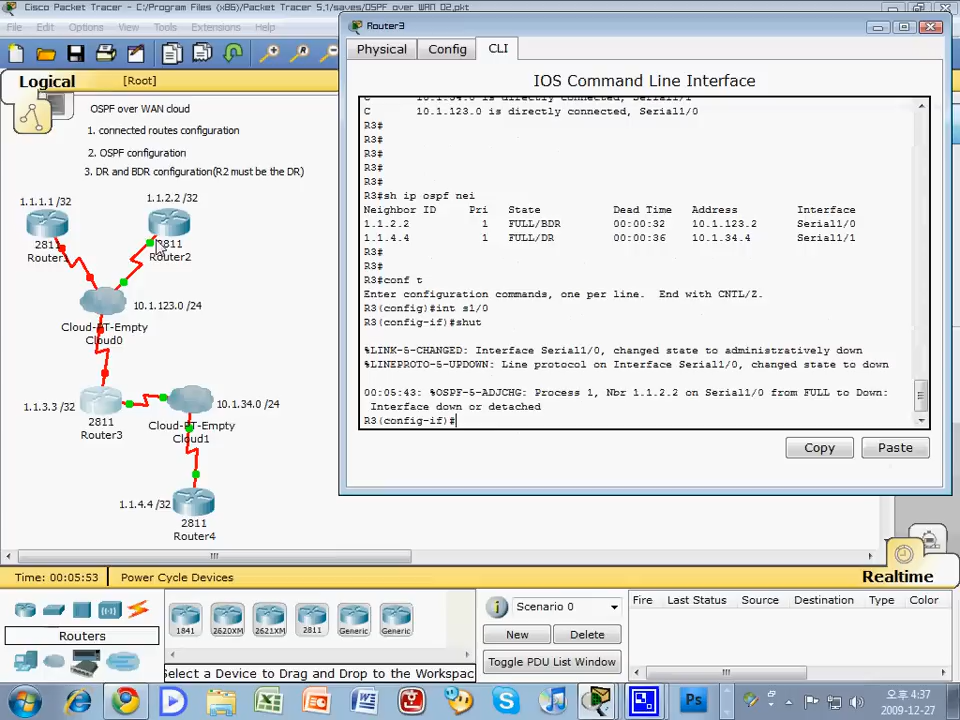 Cisco Packet Tracer - C:/Program Files (x86)/Packet Tracer 5.1/saves/OSPF over WAN 02.pkt
File Edit Options View Tools Extensions Help
Logical
[Root]
OSPF over WAN cloud
1. connected routes configuration
2. OSPF configuration
3. DR and BDR configuration(R2 must be the DR)
1.1.1.1 /32
1.1.2.2 /32
2811
Router1
2811
Router2
10.1.123.0 /24
Cloud-PT-Empty
Cloud0
1.1.3.3 /32
2811
Router3
10.1.34.0 /24
Cloud-PT-Empty
Cloud1
1.1.4.4 /32
2811
Router4
Router3
Physical
Config
CLI
IOS Command Line Interface
C 10.1.34.0 is directly connected, Serial1/1
C 10.1.123.0 is directly connected, Serial1/0
R3#
R3#
R3#
R3#
R3#
R3#sh ip ospf nei
Neighbor ID Pri State Dead Time Address Interface
1.1.2.2 1 FULL/BDR 00:00:32 10.1.123.2 Serial1/0
1.1.4.4 1 FULL/DR 00:00:36 10.1.34.4 Serial1/1
R3#
R3#
R3#conf t
Enter configuration commands, one per line. End with CNTL/Z.
R3(config)#int s1/0
R3(config-if)#shut
%LINK-5-CHANGED: Interface Serial1/0, changed state to administratively down
%LINEPROTO-5-UPDOWN: Line protocol on Interface Serial1/0, changed state to down
00:05:43: %OSPF-5-ADJCHG: Process 1, Nbr 1.1.2.2 on Serial1/0 from FULL to Down:
Interface down or detached
R3(config-if)#
Copy
Paste
Time: 00:05:53
Power Cycle Devices
Realtime
Routers
1841
2620XM
2621XM
2811
Generic
Generic
Select a Device to Drag and Drop to the Workspac
Scenario 0
New
Delete
Toggle PDU List Window
Fire Last Status Source Destination Type Color
오후 4:37
2009-12-27